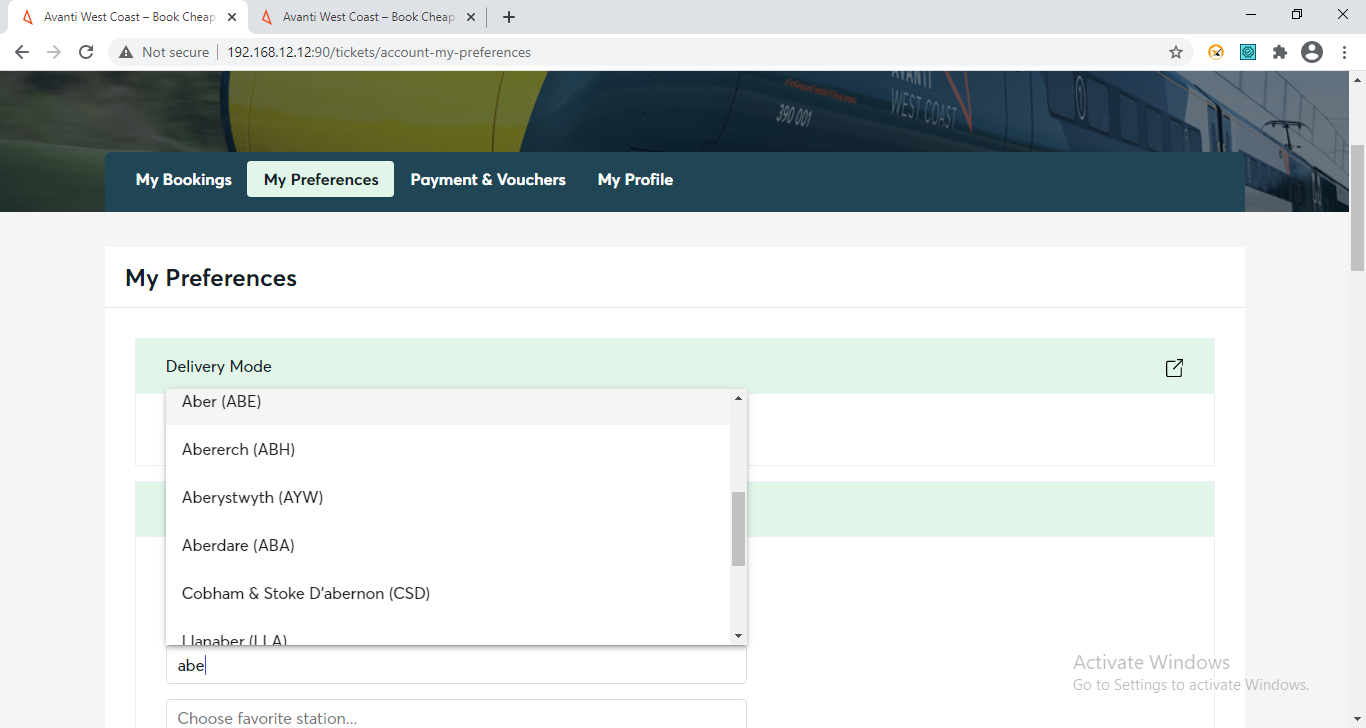 Avanti West Coast – Book Cheap
Avanti West Coast – Book Cheap
Not secure
192.168.12.12:90/tickets/account-my-preferences
390 001
AVANTI
WEST COAST
My Bookings
My Preferences
Payment & Vouchers
My Profile
My Preferences
Delivery Mode
Aber (ABE)
Abererch (ABH)
Aberystwyth (AYW)
Aberdare (ABA)
Cobham & Stoke D'abernon (CSD)
Llanaber (LLA)
abe
Choose favorite station...
Activate Windows
Go to Settings to activate Windows.